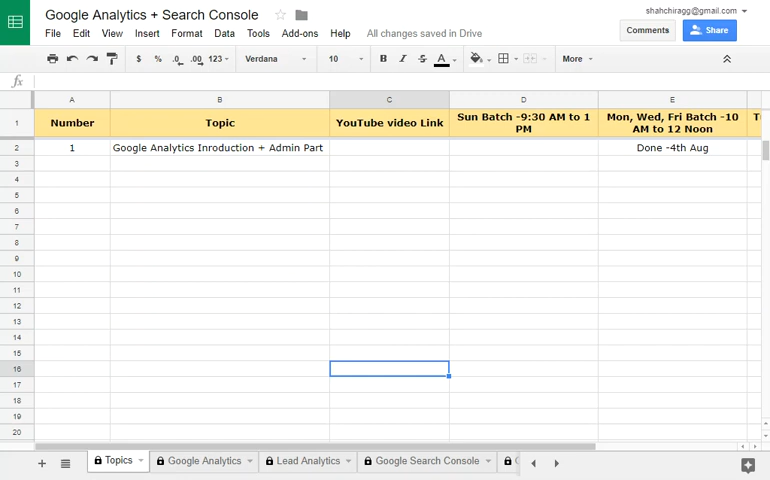 Google Analytics + Search Console
shahchiragg@gmail.com
File Edit View Insert Format Data Tools Add-ons Help All changes saved in Drive
Comments
Share
$ % .0 .00 123 Verdana 10 B I S A More
fx
A B C D E
1 Number Topic YouTube video Link Sun Batch -9:30 AM to 1 PM Mon, Wed, Fri Batch -10 AM to 12 Noon
2 1 Google Analytics Inroduction + Admin Part Done -4th Aug
3
4
5
6
7
8
9
10
11
12
13
14
15
16
17
18
19
20
Topics Google Analytics Lead Analytics Google Search Console